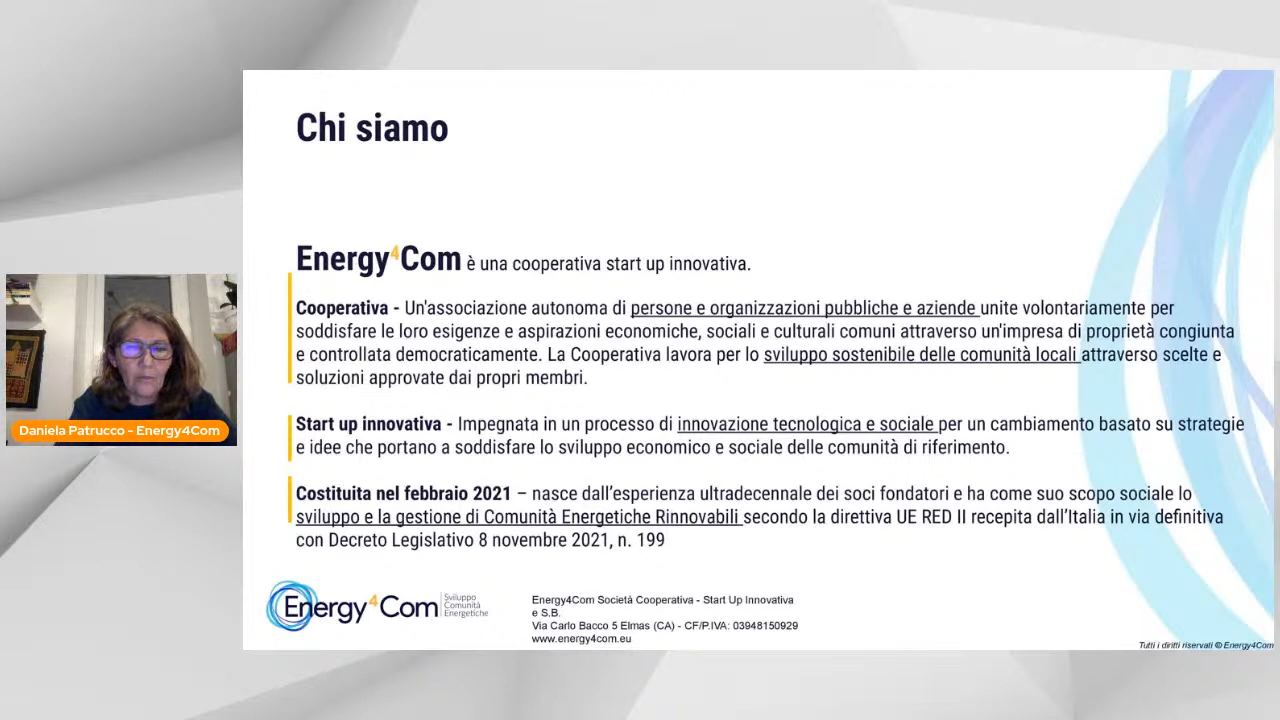 Chi siamo
Energy4Com è una cooperativa start up innovativa.
Cooperativa - Un'associazione autonoma di persone e organizzazioni pubbliche e aziende unite volontariamente per
soddisfare le loro esigenze e aspirazioni economiche, sociali e culturali comuni attraverso un'impresa di proprietà congiunta
e controllata democraticamente. La Cooperativa lavora per lo sviluppo sostenibile delle comunità locali attraverso scelte e
soluzioni approvate dai propri membri.
Start up innovativa - Impegnata in un processo di innovazione tecnologica e sociale per un cambiamento basato su strategie
e idee che portano a soddisfare lo sviluppo economico e sociale delle comunità di riferimento.
Costituita nel febbraio 2021 – nasce dall’esperienza ultradecennale dei soci fondatori e ha come suo scopo sociale lo
sviluppo e la gestione di Comunità Energetiche Rinnovabili secondo la direttiva UE RED II recepita dall’Italia in via definitiva
con Decreto Legislativo 8 novembre 2021, n. 199
Daniela Patrucco - Energy4Com
Energy4Com
Sviluppo
Comunità
Energetiche
Energy4Com Società Cooperativa - Start Up Innovativa
e S.B.
Via Carlo Bacco 5 Elmas (CA) - CF/P.IVA: 03948150929
www.energy4com.eu
Tutti i diritti riservati © Energy4Com